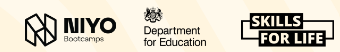 NIYO
Bootcamps
Department
for Education
SKILLS
FOR LIFE